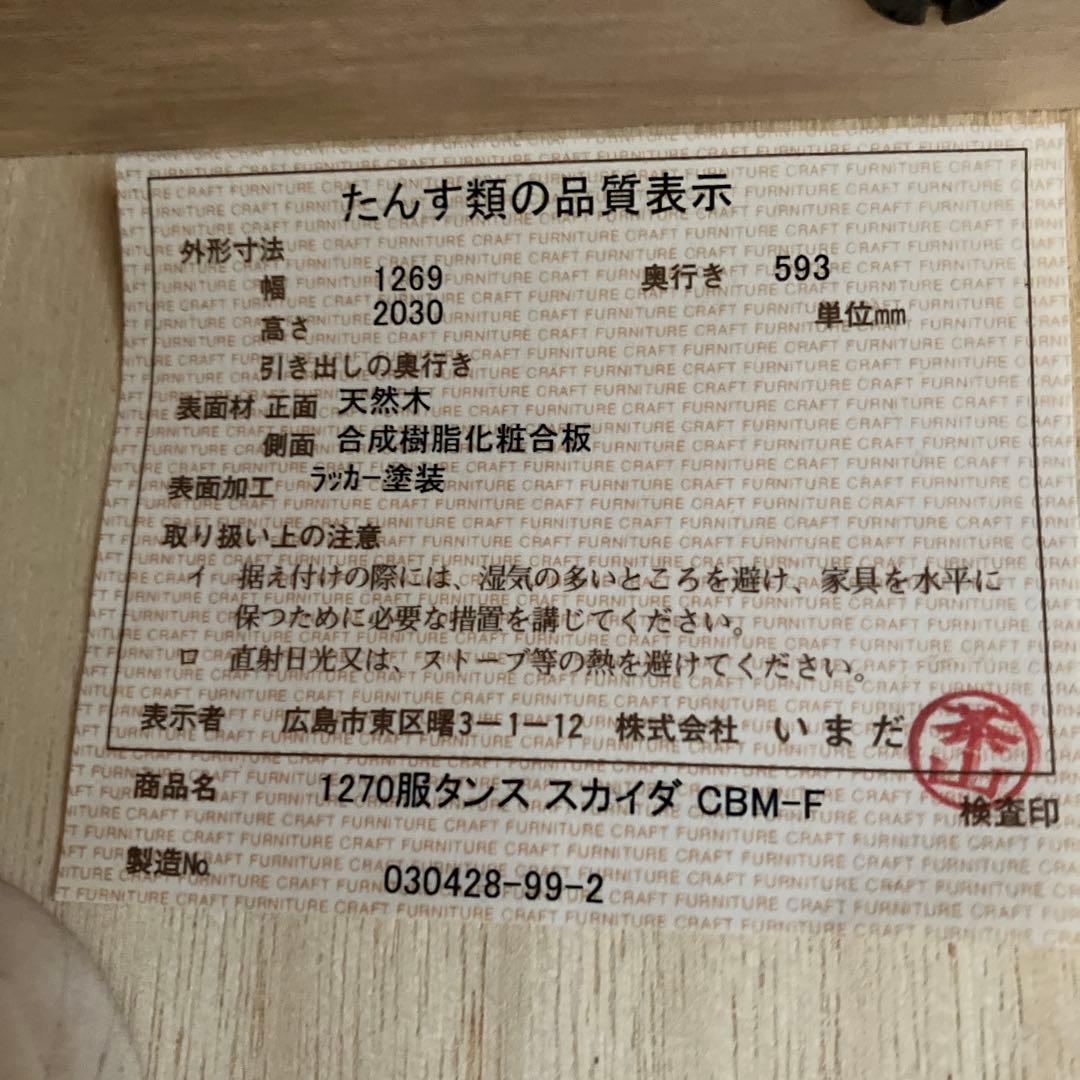 たんす類の品質表示
外形寸法
幅 1269 奥行き 593
高さ 2030 単位mm
引き出しの奥行き
表面材 正面 天然木
側面 合成樹脂化粧合板
表面加工 ﾗｯｶｰ塗装
取り扱い上の注意
イ 据え付けの際には、湿気の多いところを避け、家具を水平に
保つために必要な措置を講じてください。
ロ 直射日光又は、ストーブ等の熱を避けてください。
表示者 広島市東区曙3－1－12 株式会社 いまだ
商品名 1270服タンス スカイダ CBM-F
検査印
製造No. 030428-99-2
FURNITURE CRAFT